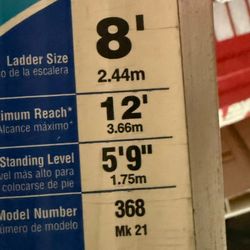 Ladder Size 8'
o de la escalera 2.44m
imum Reach* 12'
Alcance máximo* 3.66m
Standing Level 5'9"
vel más alto para 1.75m
colocarse de pie
Model Number 368
úmero de modelo Mk 21